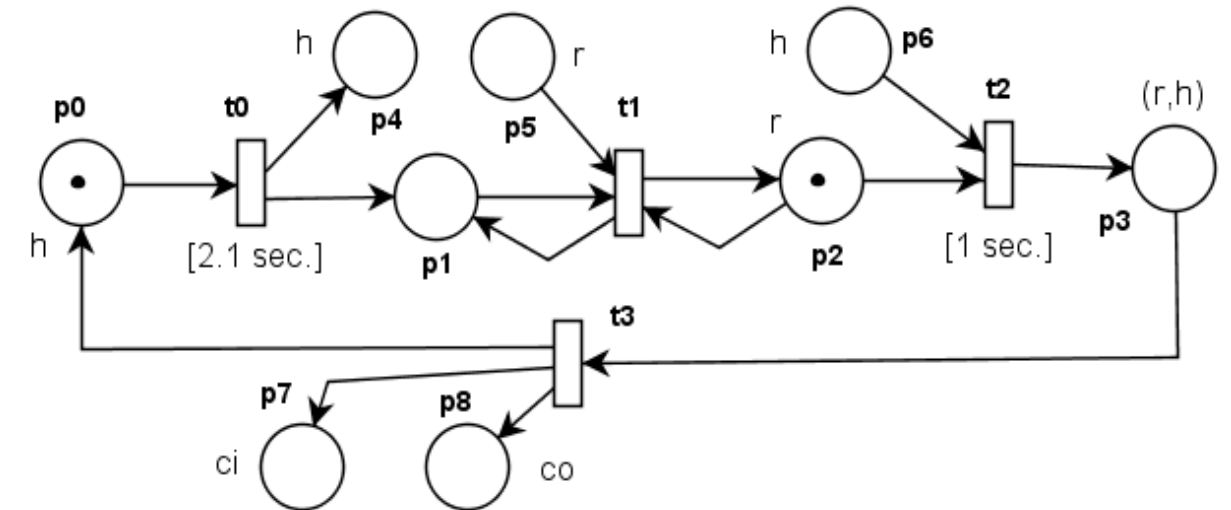 h
p4
p5
r
h
p6
p0
t0
t1
t2
(r,h)
r
h
[2.1 sec.]
p1
p2
[1 sec.]
p3
t3
p7
p8
ci
co